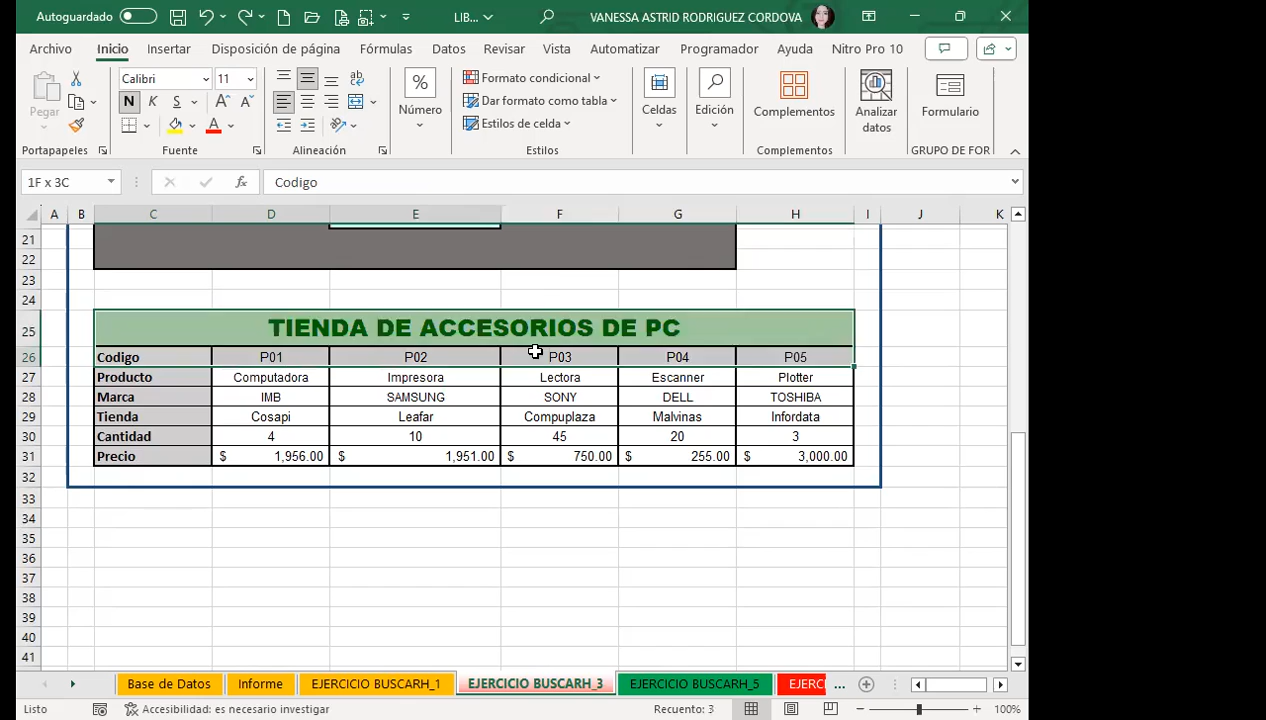 Autoguardado LIB... VANESSA ASTRID RODRIGUEZ CORDOVA
Archivo Inicio Insertar Disposición de página Fórmulas Datos Revisar Vista Automatizar Programador Ayuda Nitro Pro 10
Pegar Calibri 11 N K S A A ab Número Formato condicional Dar formato como tabla Estilos de celda Celdas Edición Complementos Analizar datos Formulario
Portapapeles Fuente Alineación Estilos Complementos GRUPO DE FOR
1F x 3C fx Codigo
A B C D E F G H I J K
21
22
23
24
25 TIENDA DE ACCESORIOS DE PC
26 Codigo P01 P02 P03 P04 P05
27 Producto Computadora Impresora Lectora Escanner Plotter
28 Marca IMB SAMSUNG SONY DELL TOSHIBA
29 Tienda Cosapi Leafar Compuplaza Malvinas Infordata
30 Cantidad 4 10 45 20 3
31 Precio $ 1,956.00 $ 1,951.00 $ 750.00 $ 255.00 $ 3,000.00
32
33
34
35
36
37
38
39
40
41
Base de Datos Informe EJERCICIO BUSCARH_1 EJERCICIO BUSCARH_3 EJERCICIO BUSCARH_5 EJERC ...
Listo Accesibilidad: es necesario investigar Recuento: 3 100%